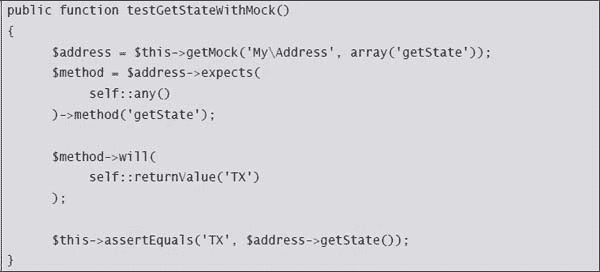 public function testGetStateWithMock()
{
$address = $this->getMock('My\Address', array('getState'));
$method = $address->expects(
self::any()
)->method('getState');
$method->will(
self::returnValue('TX')
);
$this->assertEquals('TX', $address->getState());
}